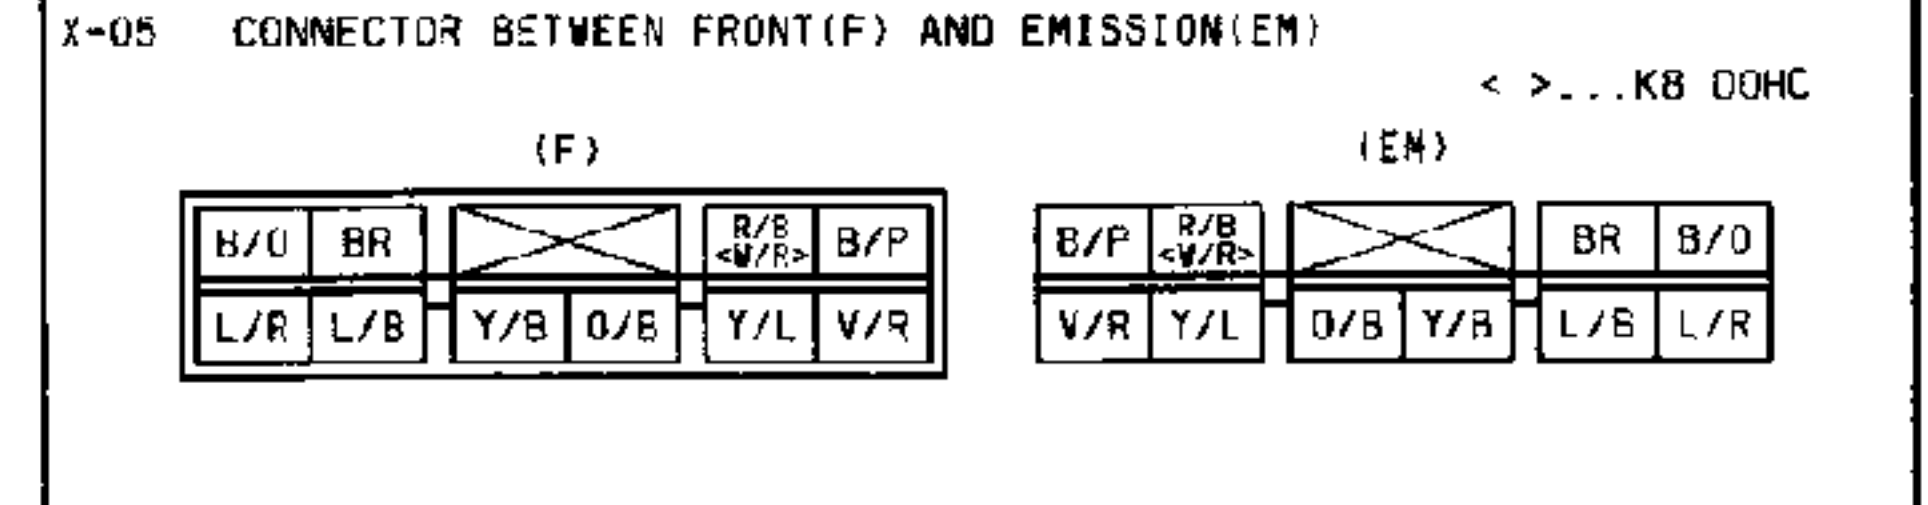 X-05 CONNECTOR BETWEEN FRONT(F) AND EMISSION(EM)
< >...K8 DOHC
(F) (EM)
B/O BR R/B B/P B/P R/B BR B/O
<W/R> <W/R>
L/R L/B Y/B O/B Y/L V/R V/R Y/L O/B Y/B L/B L/R